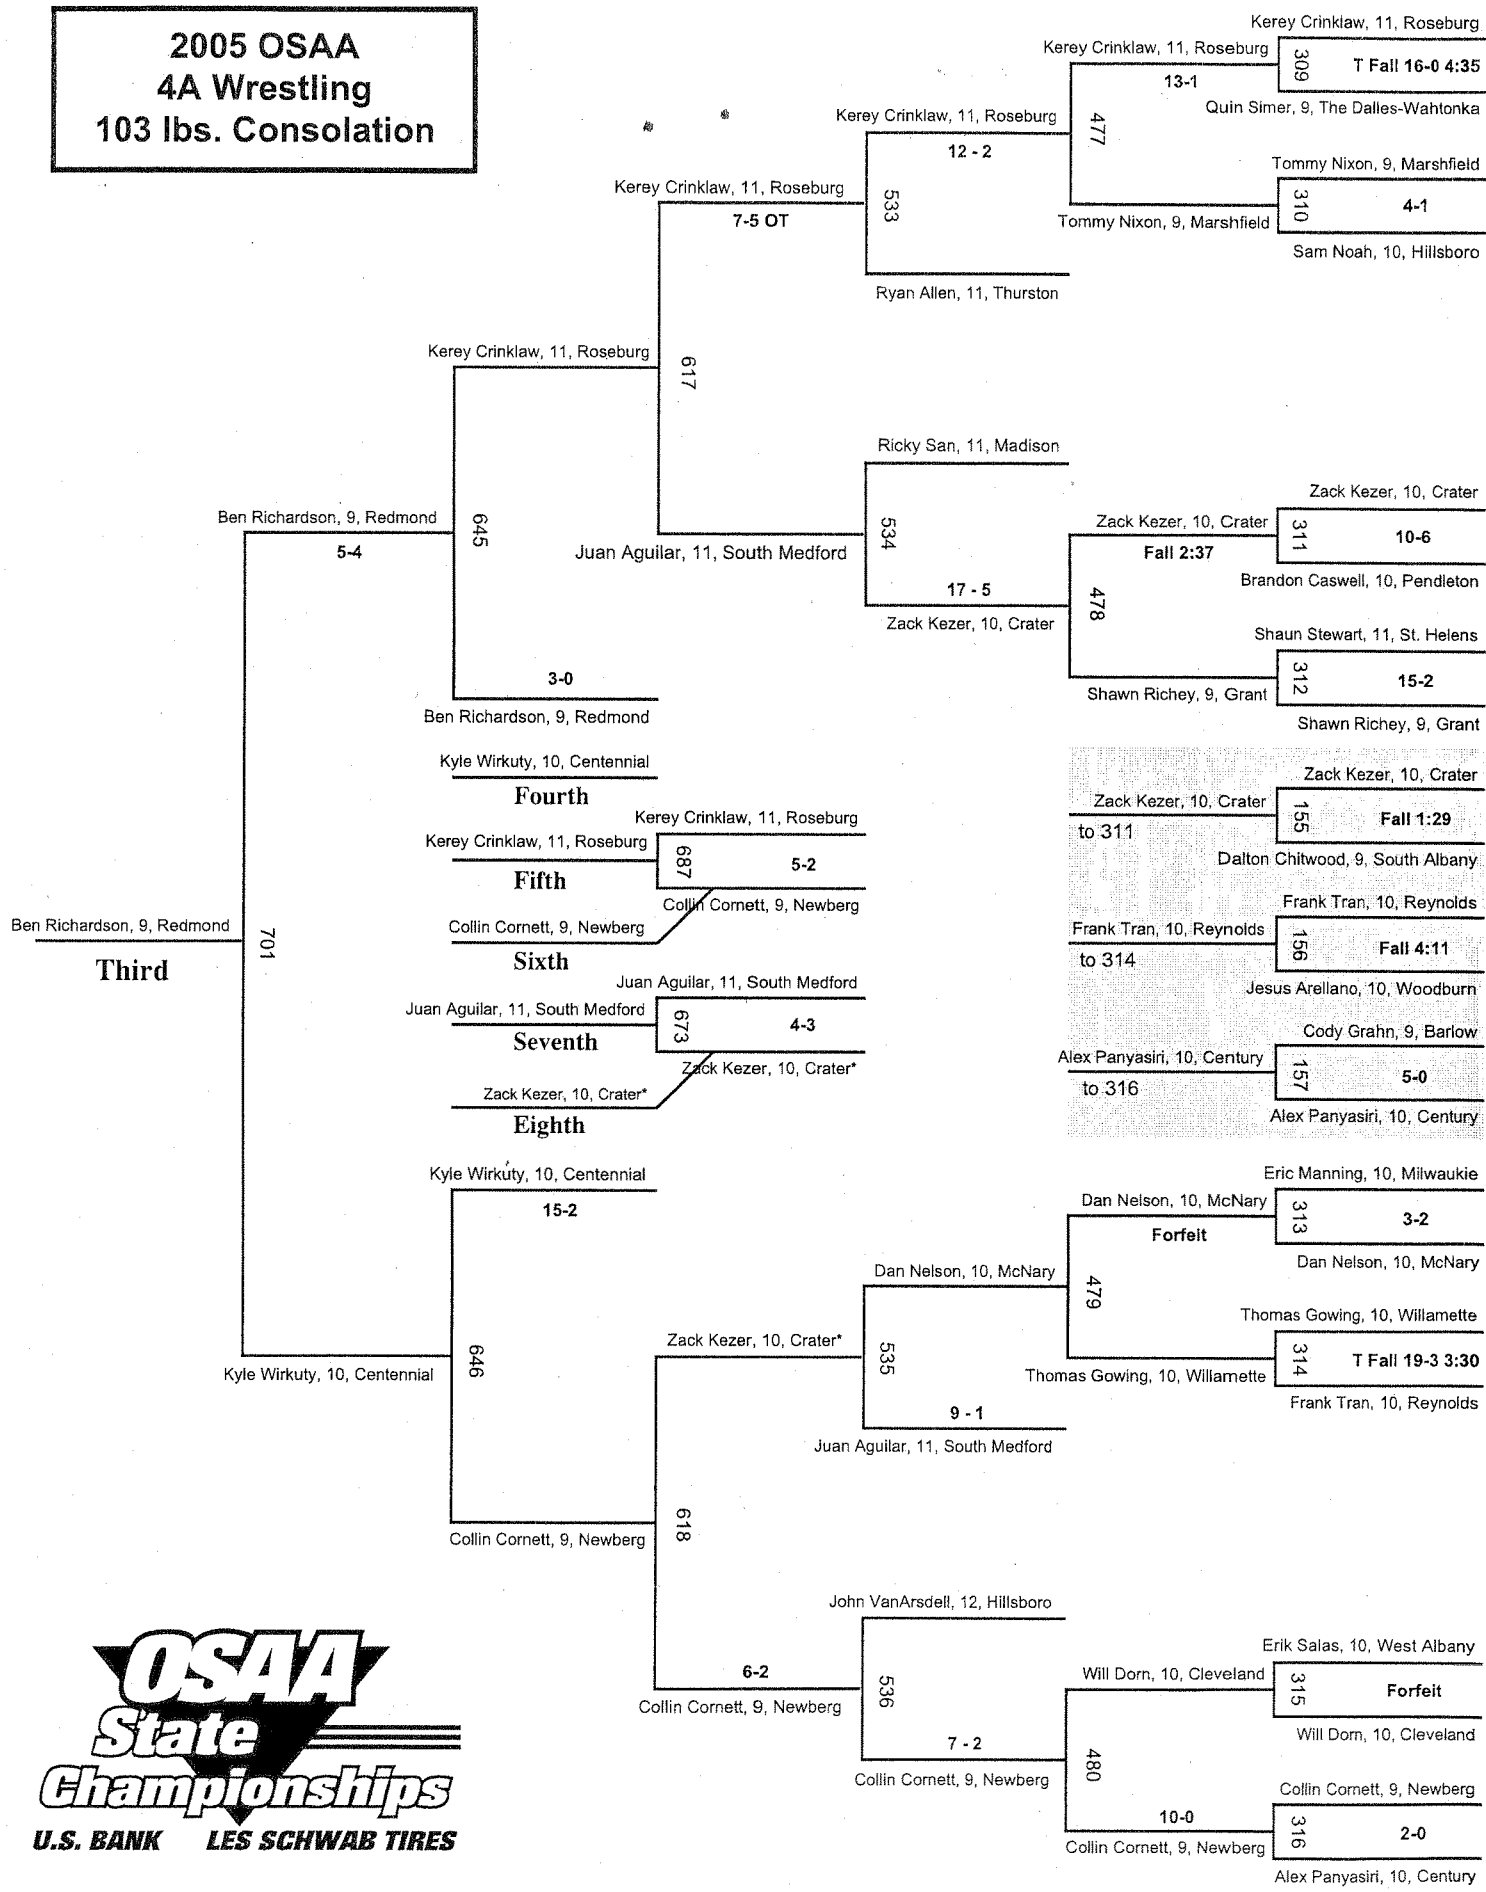 2005 OSAA
4A Wrestling
103 lbs. Consolation
Kerey Crinklaw, 11, Roseburg
309
T Fall 16-0 4:35
Quin Simer, 9, The Dalles-Wahtonka
Kerey Crinklaw, 11, Roseburg
13-1
477
Tommy Nixon, 9, Marshfield
310
4-1
Sam Noah, 10, Hillsboro
Tommy Nixon, 9, Marshfield
Kerey Crinklaw, 11, Roseburg
12 - 2
533
Ryan Allen, 11, Thurston
Kerey Crinklaw, 11, Roseburg
7-5 OT
617
Kerey Crinklaw, 11, Roseburg
Ricky San, 11, Madison
534
Juan Aguilar, 11, South Medford
17 - 5
Zack Kezer, 10, Crater
Zack Kezer, 10, Crater
Fall 2:37
478
Zack Kezer, 10, Crater
311
10-6
Brandon Caswell, 10, Pendleton
Shaun Stewart, 11, St. Helens
312
15-2
Shawn Richey, 9, Grant
Shawn Richey, 9, Grant
Ben Richardson, 9, Redmond
5-4
645
3-0
Ben Richardson, 9, Redmond
Kyle Wirkuty, 10, Centennial
Fourth
Kerey Crinklaw, 11, Roseburg
Kerey Crinklaw, 11, Roseburg
687
5-2
Fifth
Collin Cornett, 9, Newberg
Collin Cornett, 9, Newberg
Sixth
Juan Aguilar, 11, South Medford
Juan Aguilar, 11, South Medford
673
4-3
Seventh
Zack Kezer, 10, Crater*
Zack Kezer, 10, Crater*
Eighth
Zack Kezer, 10, Crater
Zack Kezer, 10, Crater
155
Fall 1:29
to 311
Dalton Chitwood, 9, South Albany
Frank Tran, 10, Reynolds
Frank Tran, 10, Reynolds
156
Fall 4:11
to 314
Jesus Arellano, 10, Woodburn
Cody Grahn, 9, Barlow
Alex Panyasiri, 10, Century
157
5-0
to 316
Alex Panyasiri, 10, Century
Ben Richardson, 9, Redmond
701
Third
Kyle Wirkuty, 10, Centennial
15-2
646
Kyle Wirkuty, 10, Centennial
Eric Manning, 10, Milwaukie
Dan Nelson, 10, McNary
313
3-2
Forfeit
Dan Nelson, 10, McNary
Dan Nelson, 10, McNary
479
Thomas Gowing, 10, Willamette
314
T Fall 19-3 3:30
Thomas Gowing, 10, Willamette
Frank Tran, 10, Reynolds
Zack Kezer, 10, Crater*
535
9 - 1
Juan Aguilar, 11, South Medford
Collin Cornett, 9, Newberg
618
John VanArsdell, 12, Hillsboro
6-2
Collin Cornett, 9, Newberg
536
7 - 2
Collin Cornett, 9, Newberg
Erik Salas, 10, West Albany
Will Dorn, 10, Cleveland
315
Forfeit
Will Dorn, 10, Cleveland
480
Collin Cornett, 9, Newberg
10-0
316
2-0
Collin Cornett, 9, Newberg
Alex Panyasiri, 10, Century
OSAA
State
Championships
U.S. BANK LES SCHWAB TIRES